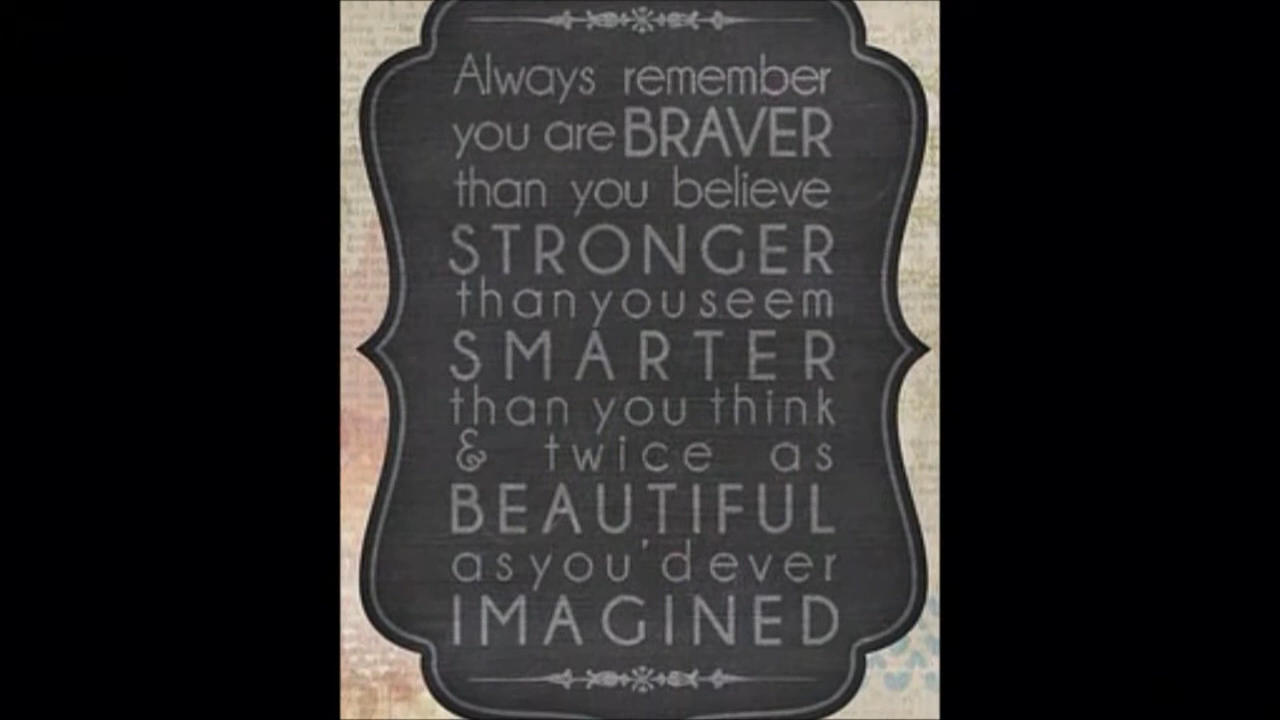 Always remember
you are BRAVER
than you believe
STRONGER
than you seem
SMARTER
than you think
& twice as
BEAUTIFUL
as you'd ever
IMAGINED